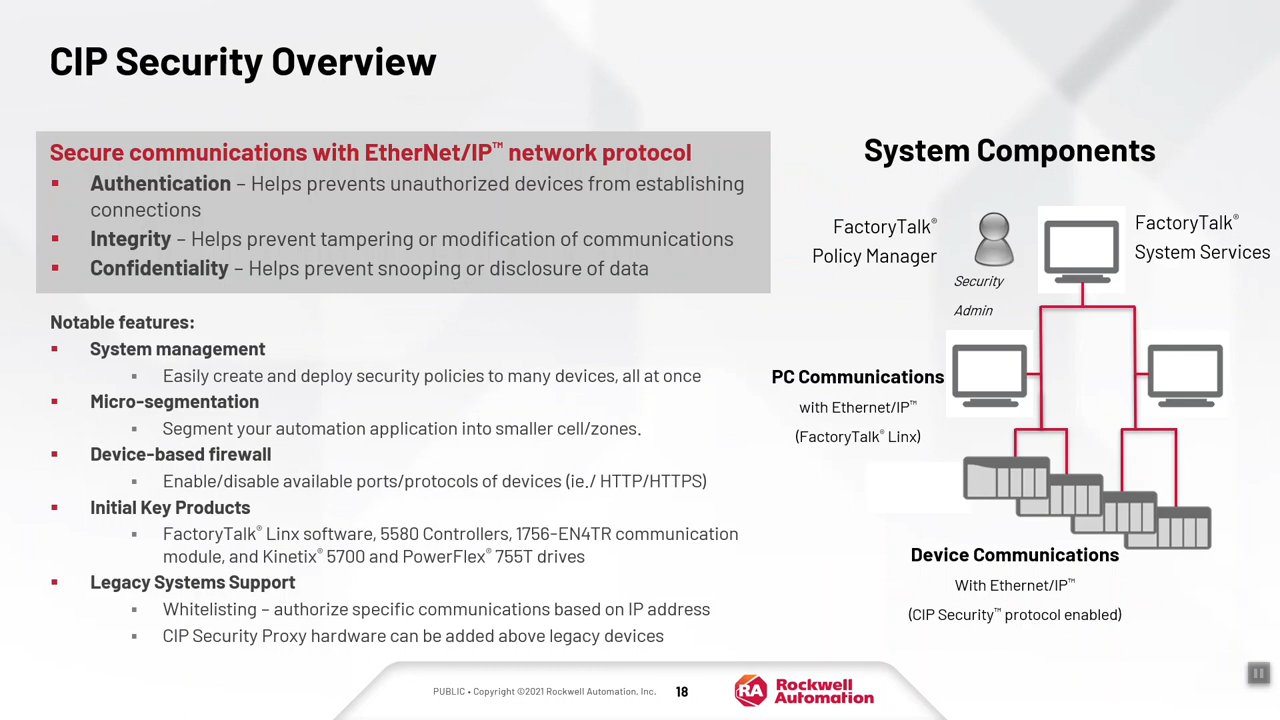 CIP Security Overview
Secure communications with EtherNet/IP™ network protocol
▪ Authentication – Helps prevents unauthorized devices from establishing
connections
▪ Integrity – Helps prevent tampering or modification of communications
▪ Confidentiality – Helps prevent snooping or disclosure of data
Notable features:
▪ System management
▪ Easily create and deploy security policies to many devices, all at once
▪ Micro-segmentation
▪ Segment your automation application into smaller cell/zones.
▪ Device-based firewall
▪ Enable/disable available ports/protocols of devices (ie./ HTTP/HTTPS)
▪ Initial Key Products
▪ FactoryTalk® Linx software, 5580 Controllers, 1756-EN4TR communication
module, and Kinetix® 5700 and PowerFlex® 755T drives
▪ Legacy Systems Support
▪ Whitelisting – authorize specific communications based on IP address
▪ CIP Security Proxy hardware can be added above legacy devices
System Components
FactoryTalk®
Policy Manager
Security
Admin
FactoryTalk®
System Services
PC Communications
with Ethernet/IP™
(FactoryTalk® Linx)
Device Communications
With Ethernet/IP™
(CIP Security™ protocol enabled)
PUBLIC • Copyright ©2021 Rockwell Automation, Inc.
18
RA
Rockwell
Automation